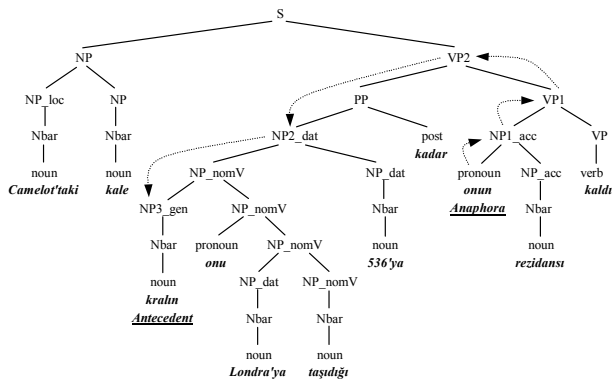 S
NP VP2
NP_loc NP PP VP1
Nbar Nbar NP2_dat post NP1_acc VP
noun noun kadar pronoun NP_acc verb
Camelot'taki kale NP_nomV NP_dat onun Nbar kaldı
NP3_gen NP_nomV Nbar Anaphora noun
Nbar pronoun NP_nomV noun rezidansı
noun onu 536'ya
kralın NP_dat NP_nomV
Antecedent Nbar Nbar
noun noun
Londra'ya taşıdığı